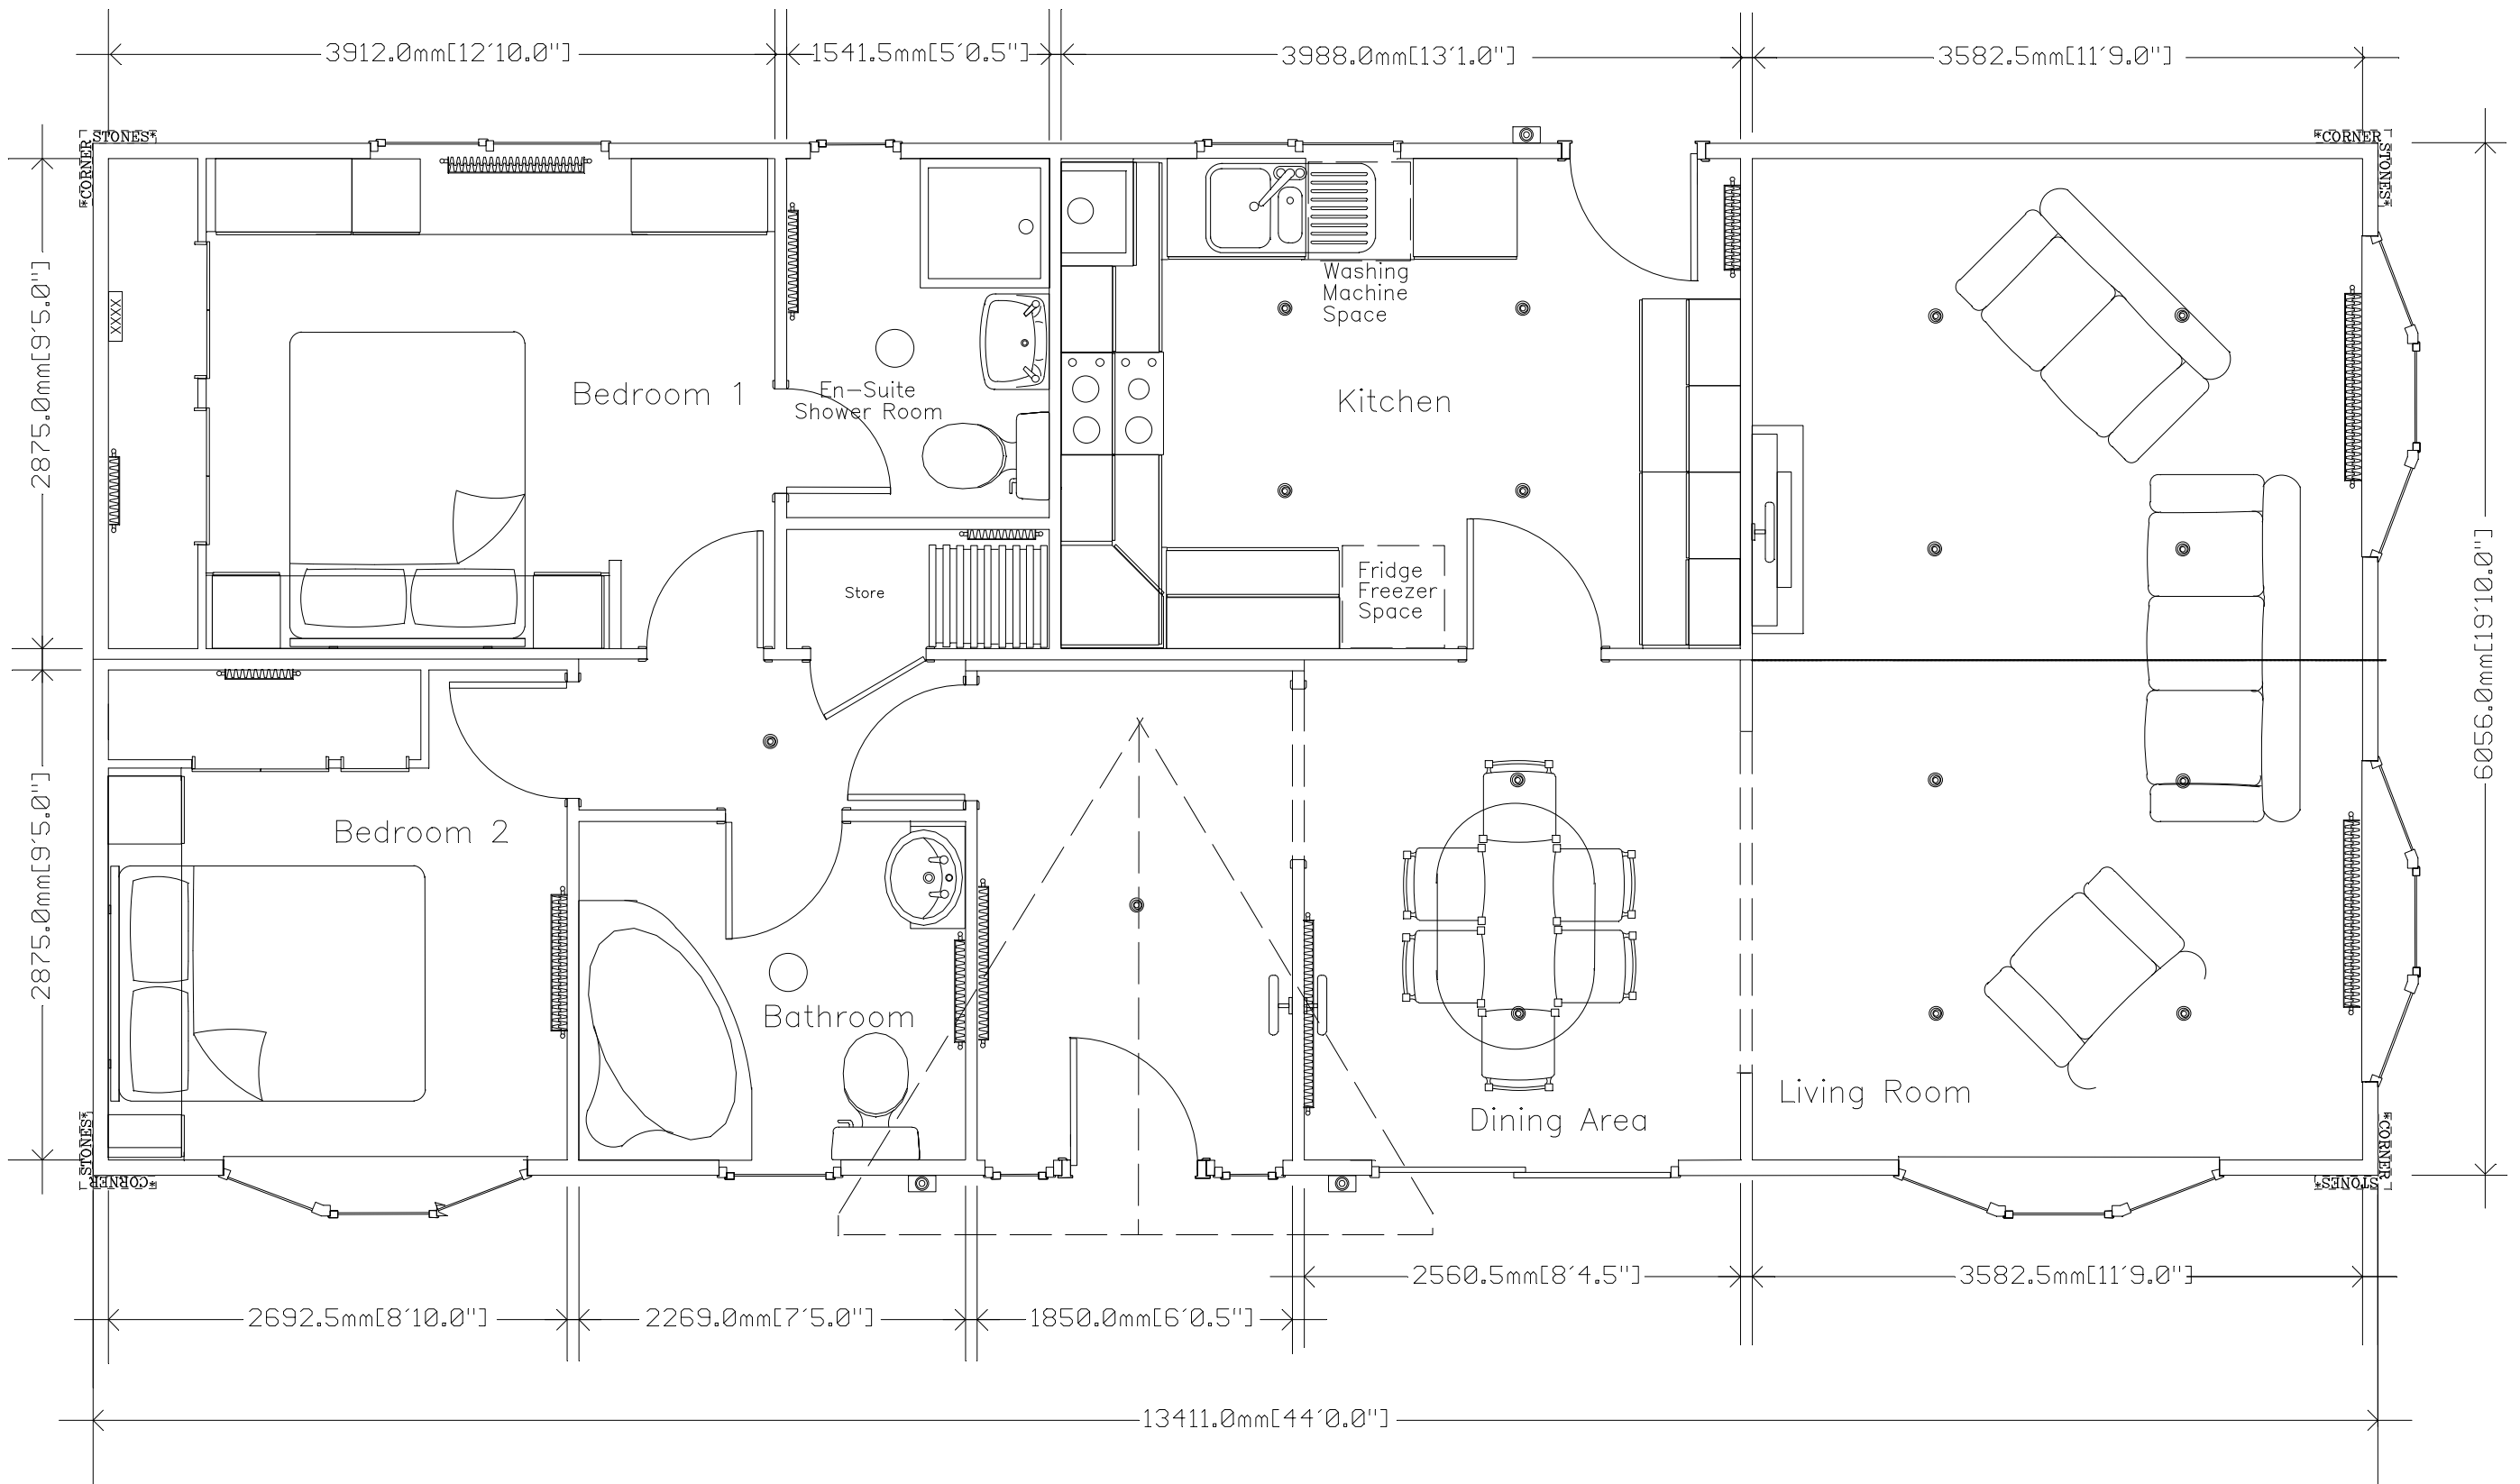 3912.0mm[12'10.0"]
1541.5mm[5'0.5"]
3988.0mm[13'1.0"]
3582.5mm[11'9.0"]
*CORNER
STONES*
*CORNER
STONES*
2875.0mm[9'5.0"]
XXXX
Bedroom 1
En-Suite
Shower Room
Washing
Machine
Space
Kitchen
Store
Fridge
Freezer
Space
6056.0mm[19'10.0"]
2875.0mm[9'5.0"]
Bedroom 2
Bathroom
Dining Area
Living Room
*CORNER
STONES*
*CORNER
STONES*
2560.5mm[8'4.5"]
3582.5mm[11'9.0"]
2692.5mm[8'10.0"]
2269.0mm[7'5.0"]
1850.0mm[6'0.5"]
13411.0mm[44'0.0"]